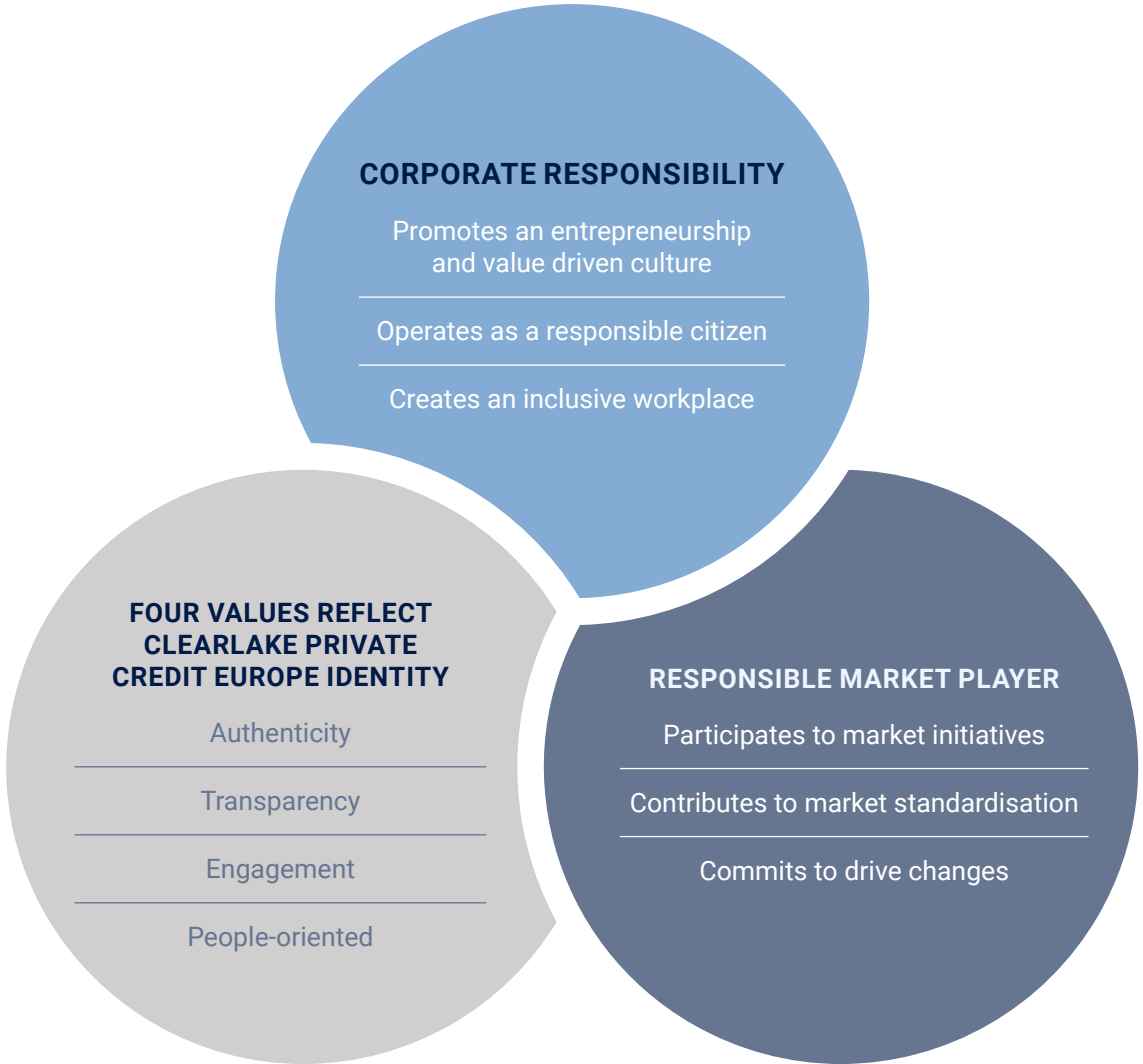 CORPORATE RESPONSIBILITY
Promotes an entrepreneurship
and value driven culture
Operates as a responsible citizen
Creates an inclusive workplace
FOUR VALUES REFLECT
CLEARLAKE PRIVATE
CREDIT EUROPE IDENTITY
Authenticity
Transparency
Engagement
People-oriented
RESPONSIBLE MARKET PLAYER
Participates to market initiatives
Contributes to market standardisation
Commits to drive changes